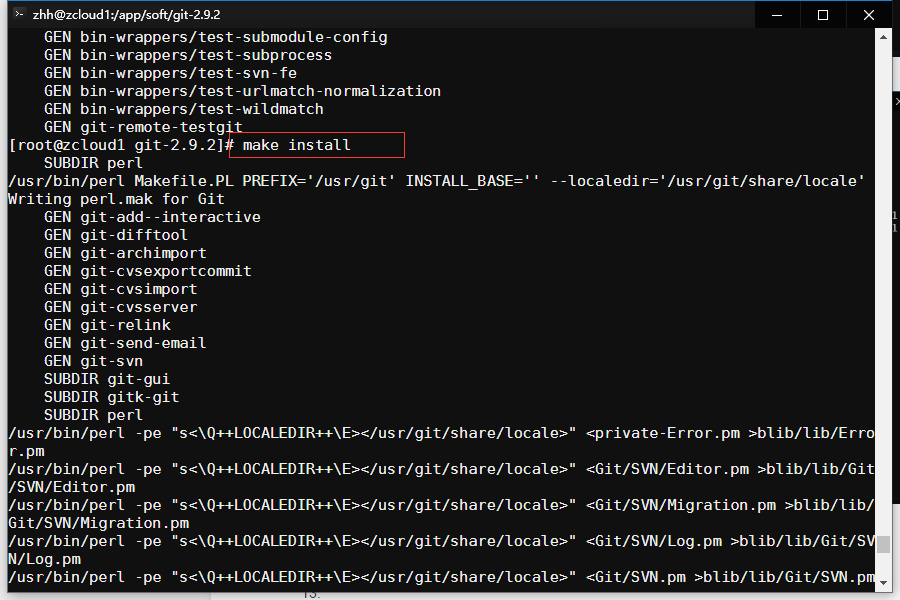 zhh@zcloud1:/app/soft/git-2.9.2
GEN bin-wrappers/test-submodule-config
GEN bin-wrappers/test-subprocess
GEN bin-wrappers/test-svn-fe
GEN bin-wrappers/test-urlmatch-normalization
GEN bin-wrappers/test-wildmatch
GEN git-remote-testgit
[root@zcloud1 git-2.9.2]# make install
SUBDIR perl
/usr/bin/perl Makefile.PL PREFIX='/usr/git' INSTALL_BASE='' --localedir='/usr/git/share/locale'
Writing perl.mak for Git
GEN git-add--interactive
GEN git-difftool
GEN git-archimport
GEN git-cvsexportcommit
GEN git-cvsimport
GEN git-cvsserver
GEN git-relink
GEN git-send-email
GEN git-svn
SUBDIR git-gui
SUBDIR gitk-git
SUBDIR perl
/usr/bin/perl -pe "s<\Q++LOCALEDIR++\E></usr/git/share/locale>" <private-Error.pm >blib/lib/Erro
r.pm
/usr/bin/perl -pe "s<\Q++LOCALEDIR++\E></usr/git/share/locale>" <Git/SVN/Editor.pm >blib/lib/Git
/SVN/Editor.pm
/usr/bin/perl -pe "s<\Q++LOCALEDIR++\E></usr/git/share/locale>" <Git/SVN/Migration.pm >blib/lib/
Git/SVN/Migration.pm
/usr/bin/perl -pe "s<\Q++LOCALEDIR++\E></usr/git/share/locale>" <Git/SVN/Log.pm >blib/lib/Git/SV
N/Log.pm
/usr/bin/perl -pe "s<\Q++LOCALEDIR++\E></usr/git/share/locale>" <Git/SVN.pm >blib/lib/Git/SVN.pm